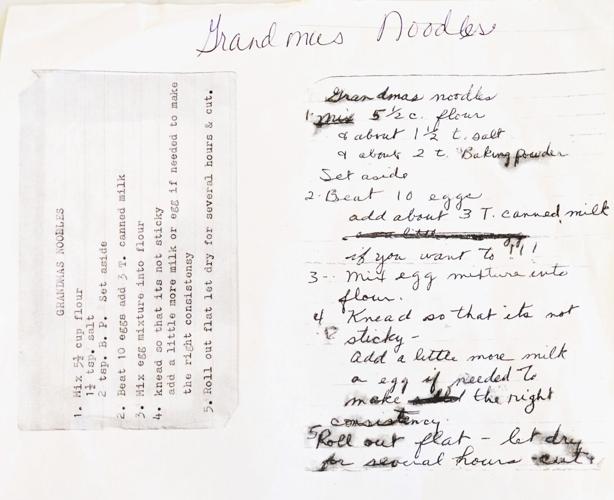 Grandmus Noodles
GRANDMAS NOODLES
1. Mix 5½ cup flour
1½ tsp. salt
2 tsp. B. P. Set aside
2. Beat 10 eggs add 3 T. canned milk
3. Mix egg mixture into flour
4. knead so that its not sticky
add a little more milk or egg if needed to make
the right consistensy
5. Roll out flat let dry for several hours & cut.
Grandmas noodles
1. Mix 5½ c. flour
& about 1½ t. salt
& about 2 t. Baking powder
Set aside
2. Beat 10 eggs
add about 3 T. canned milk
if you want to !!!
3- Mix egg mixture into
flour.
4 Knead so that its not
sticky-
Add a little more milk
or egg if needed to
make the right
consistency.
5 Roll out flat - let dry
for several hours - cut.